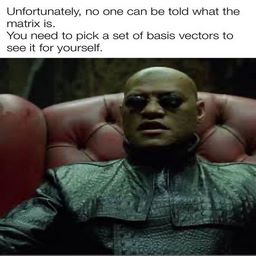 Unfortunately, no one can be told what the
matrix is.
You need to pick a set of basis vectors to
see it for yourself.